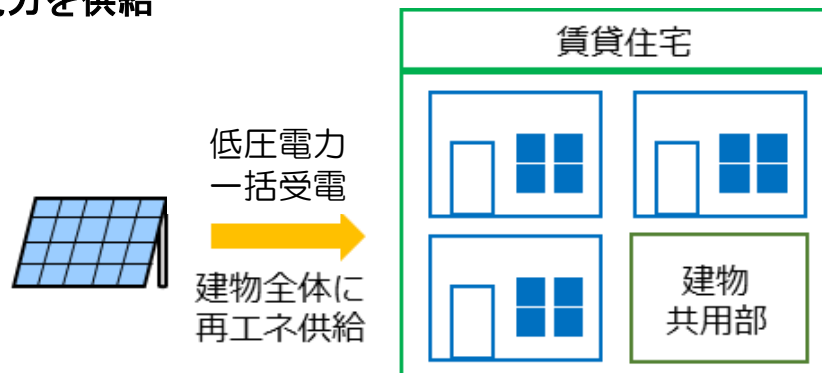 力を供給
賃貸住宅
低圧電力
一括受電
建物全体に
再エネ供給
建物
共用部